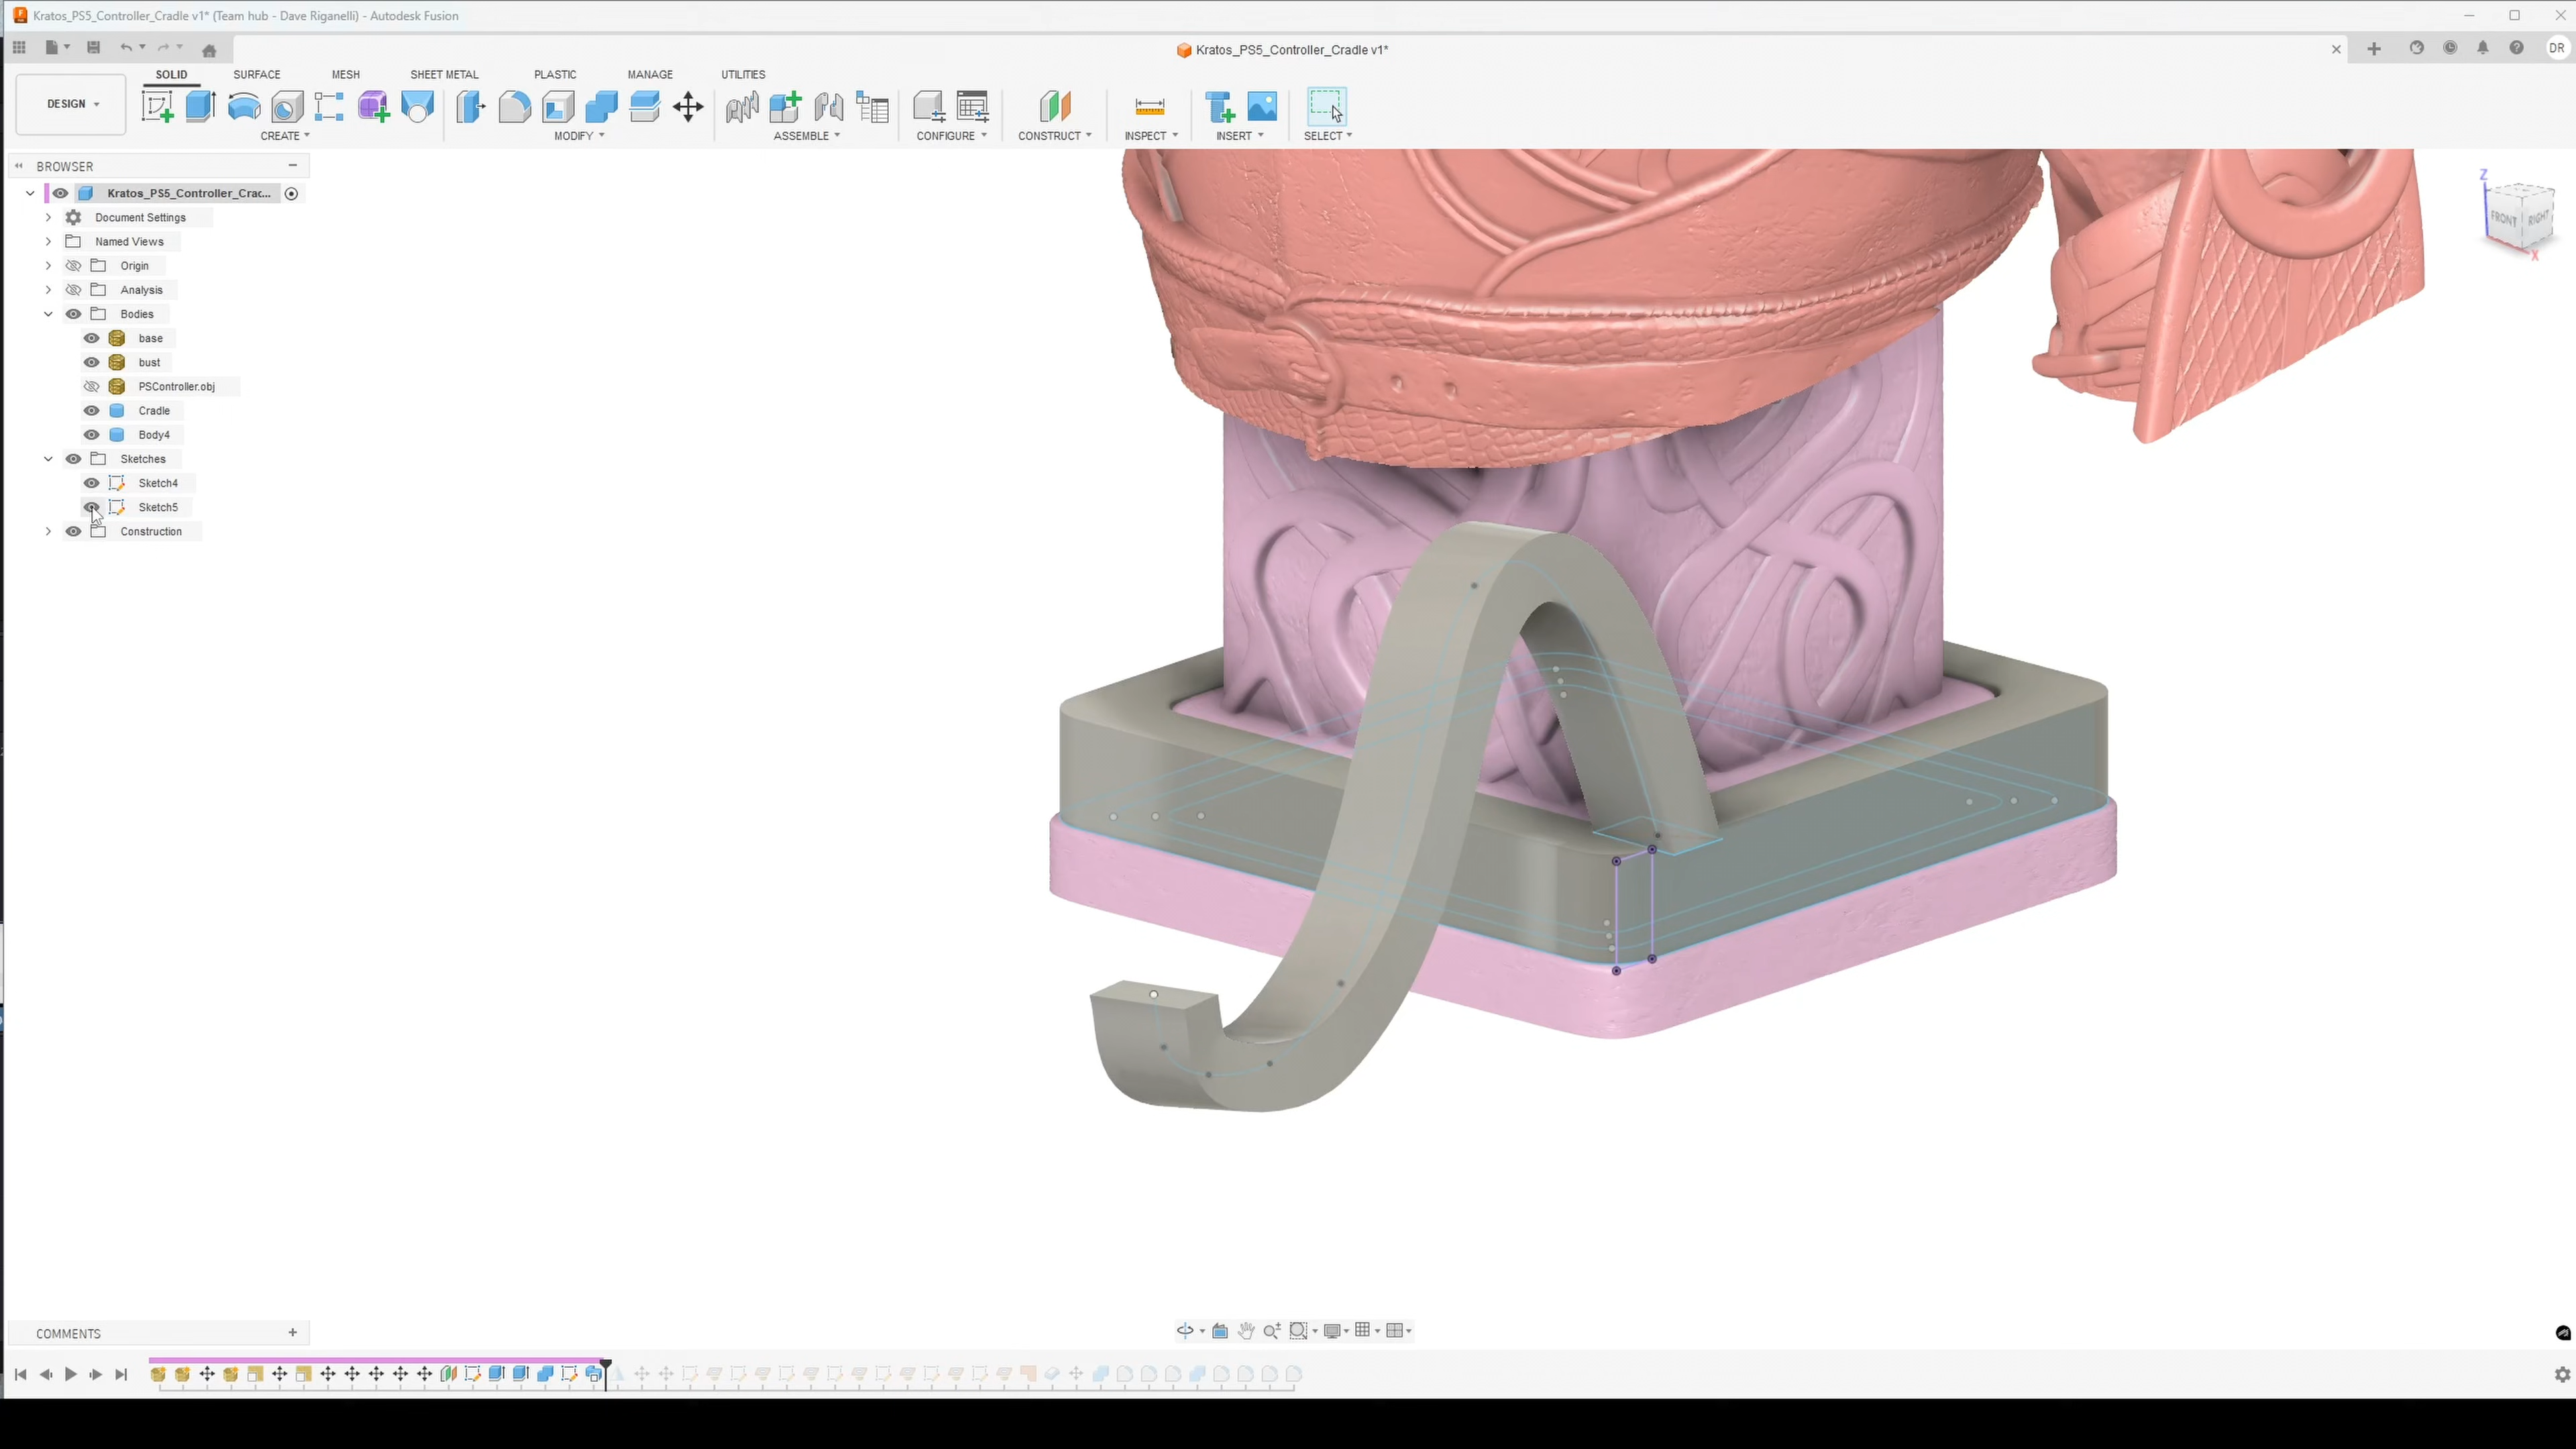 Kratos_PS5_Controller_Cradle v1* (Team hub - Dave Riganelli) - Autodesk Fusion
Kratos_PS5_Controller_Cradle v1*
DR
SOLID SURFACE MESH SHEET METAL PLASTIC MANAGE UTILITIES
DESIGN
CREATE MODIFY ASSEMBLE CONFIGURE CONSTRUCT INSPECT INSERT SELECT
BROWSER
Kratos_PS5_Controller_Crac...
Document Settings
Named Views
Origin
Analysis
Bodies
base
bust
PSController.obj
Cradle
Body4
Sketches
Sketch4
Sketch5
Construction
Z
FRONT
RIGHT
X
COMMENTS